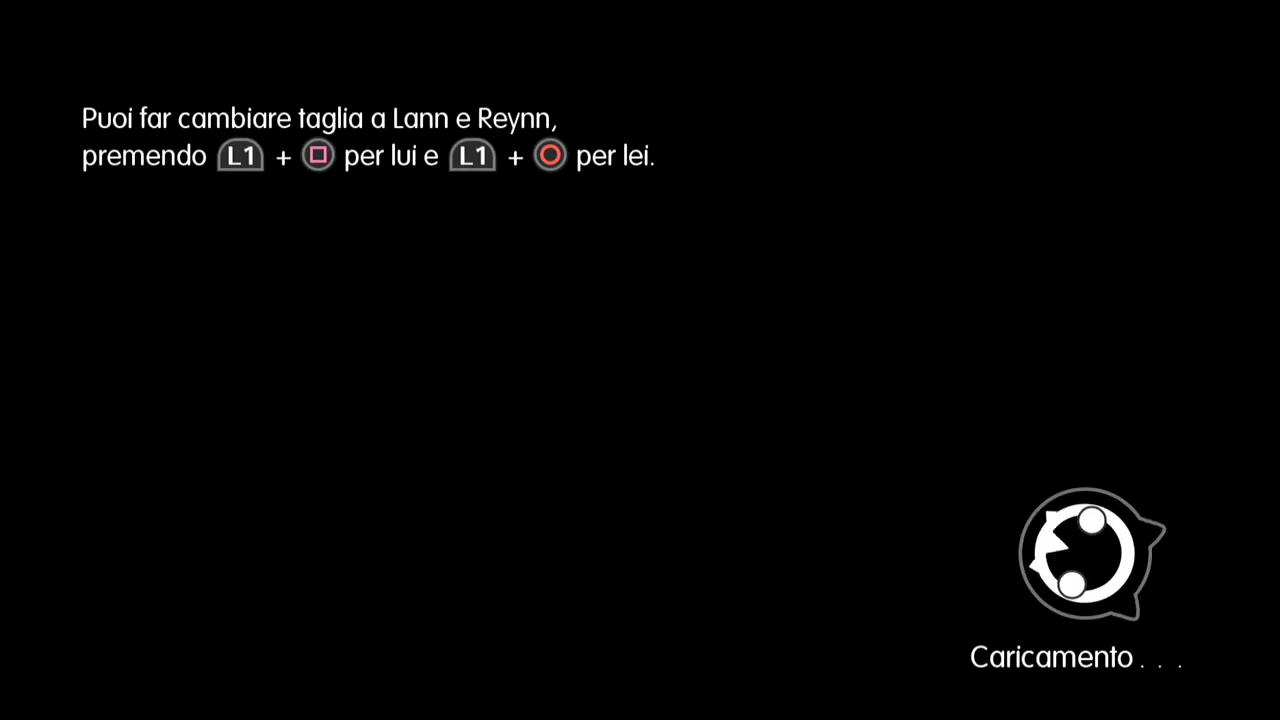 Puoi far cambiare taglia a Lann e Reynn,
premendo L1 + □ per lui e L1 + ○ per lei.
Caricamento . . .